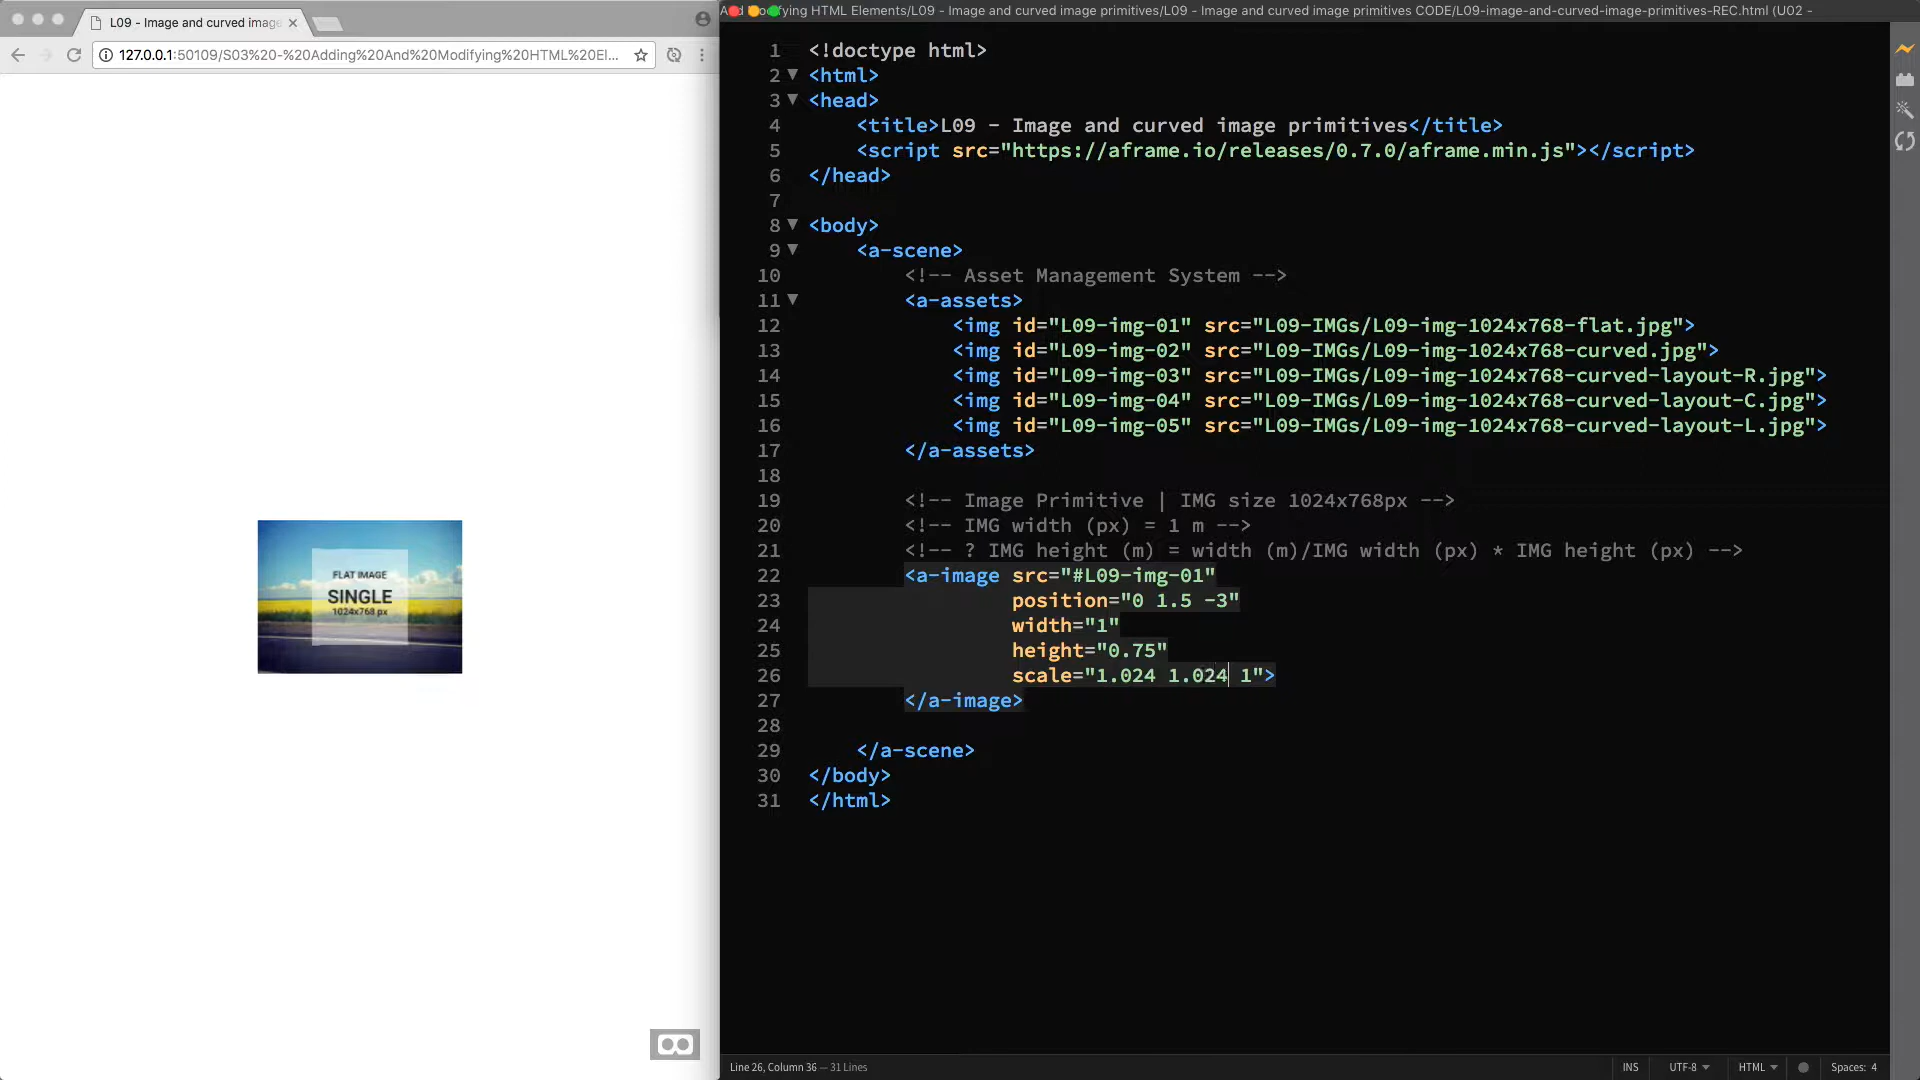 L09 - Image and curved image
127.0.0.1:50109/S03%20-%20Adding%20And%20Modifying%20HTML%20El...
FLAT IMAGE
SINGLE
1024x768 px
Modifying HTML Elements/L09 - Image and curved image primitives/L09 - Image and curved image primitives CODE/L09-image-and-curved-image-primitives-REC.html (U02 -
1 <!doctype html>
2 <html>
3 <head>
4 <title>L09 - Image and curved image primitives</title>
5 <script src="https://aframe.io/releases/0.7.0/aframe.min.js"></script>
6 </head>
7
8 <body>
9 <a-scene>
10 <!-- Asset Management System -->
11 <a-assets>
12 <img id="L09-img-01" src="L09-IMGs/L09-img-1024x768-flat.jpg">
13 <img id="L09-img-02" src="L09-IMGs/L09-img-1024x768-curved.jpg">
14 <img id="L09-img-03" src="L09-IMGs/L09-img-1024x768-curved-layout-R.jpg">
15 <img id="L09-img-04" src="L09-IMGs/L09-img-1024x768-curved-layout-C.jpg">
16 <img id="L09-img-05" src="L09-IMGs/L09-img-1024x768-curved-layout-L.jpg">
17 </a-assets>
18
19 <!-- Image Primitive | IMG size 1024x768px -->
20 <!-- IMG width (px) = 1 m -->
21 <!-- ? IMG height (m) = width (m)/IMG width (px) * IMG height (px) -->
22 <a-image src="#L09-img-01"
23 position="0 1.5 -3"
24 width="1"
25 height="0.75"
26 scale="1.024 1.024 1">
27 </a-image>
28
29 </a-scene>
30 </body>
31 </html>
Line 26, Column 36 — 31 Lines
INS
UTF-8
HTML
Spaces: 4